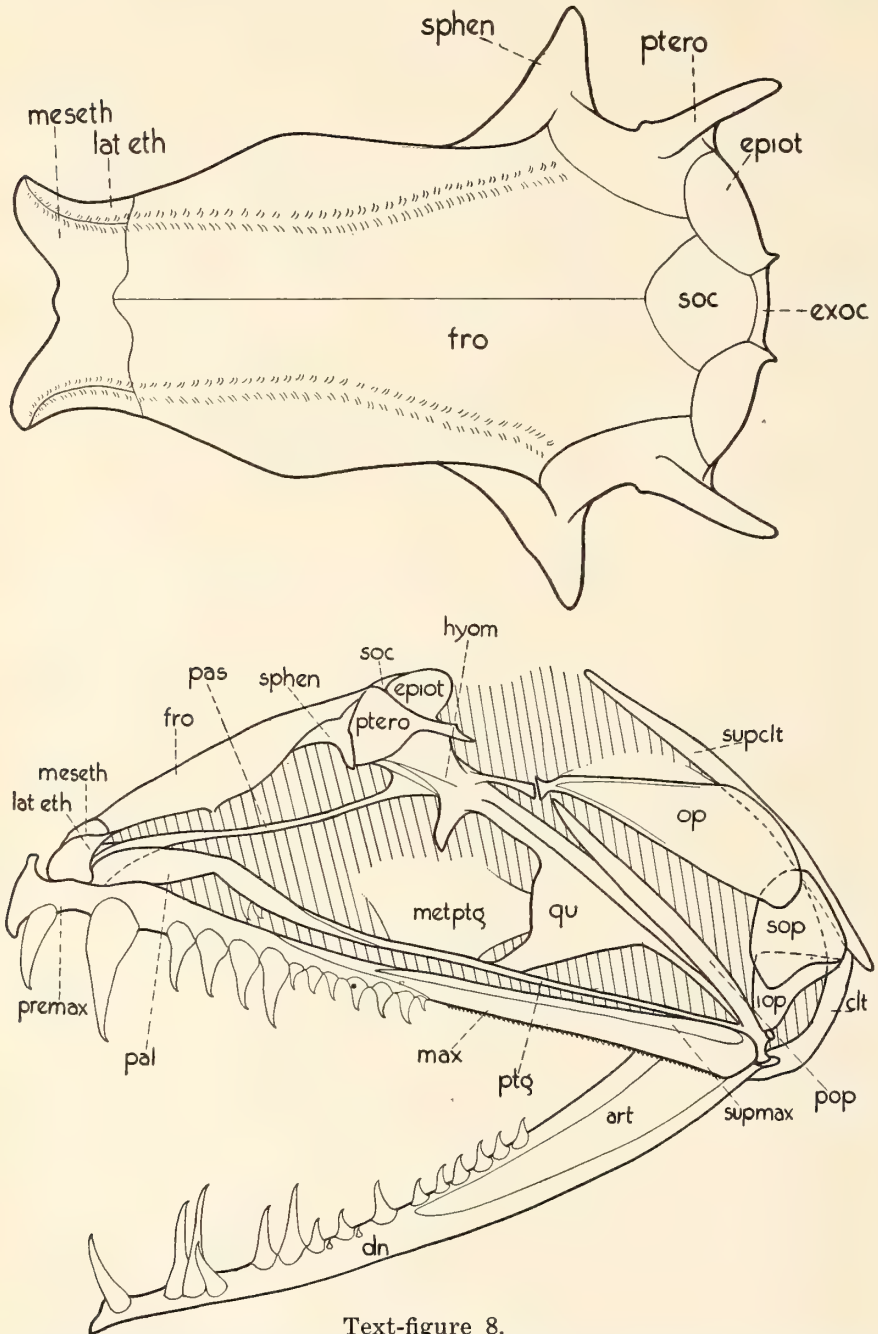 sphen
ptero
meseth
lat eth
epiot
soc
exoc
fro
hyom
soc
pas
sphen
epiot
ptero
fro
supclt
meseth
lat eth
op
metptg
qu
sop
iop
clt
premax
pal
max
ptg
supmax
pop
art
dn
Text-figure 8.